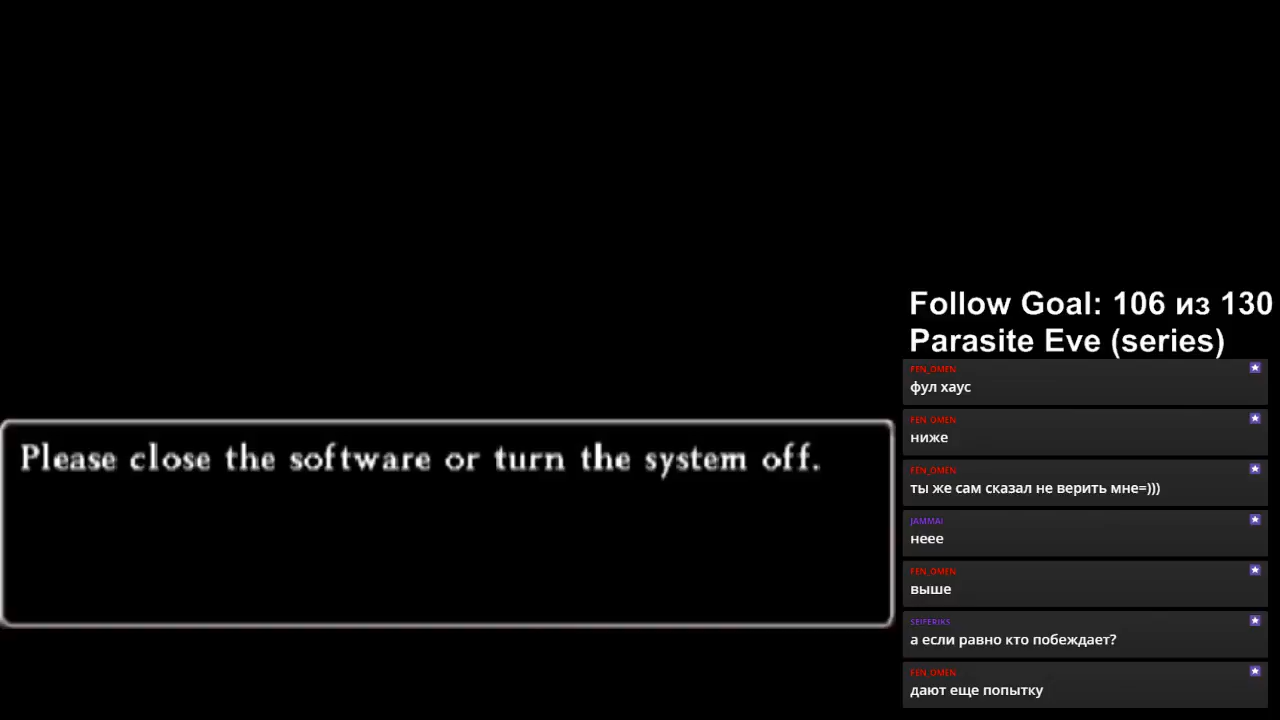 Please close the software or turn the system off.
Follow Goal: 106 из 130
Parasite Eve (series)
FEN_OMEN
фул хаус
FEN_OMEN
ниже
FEN_OMEN
ты же сам сказал не верить мне=)))
JAMMAI
неее
FEN_OMEN
выше
SEIFERIKS
а если равно кто побеждает?
FEN_OMEN
дают еще попытку